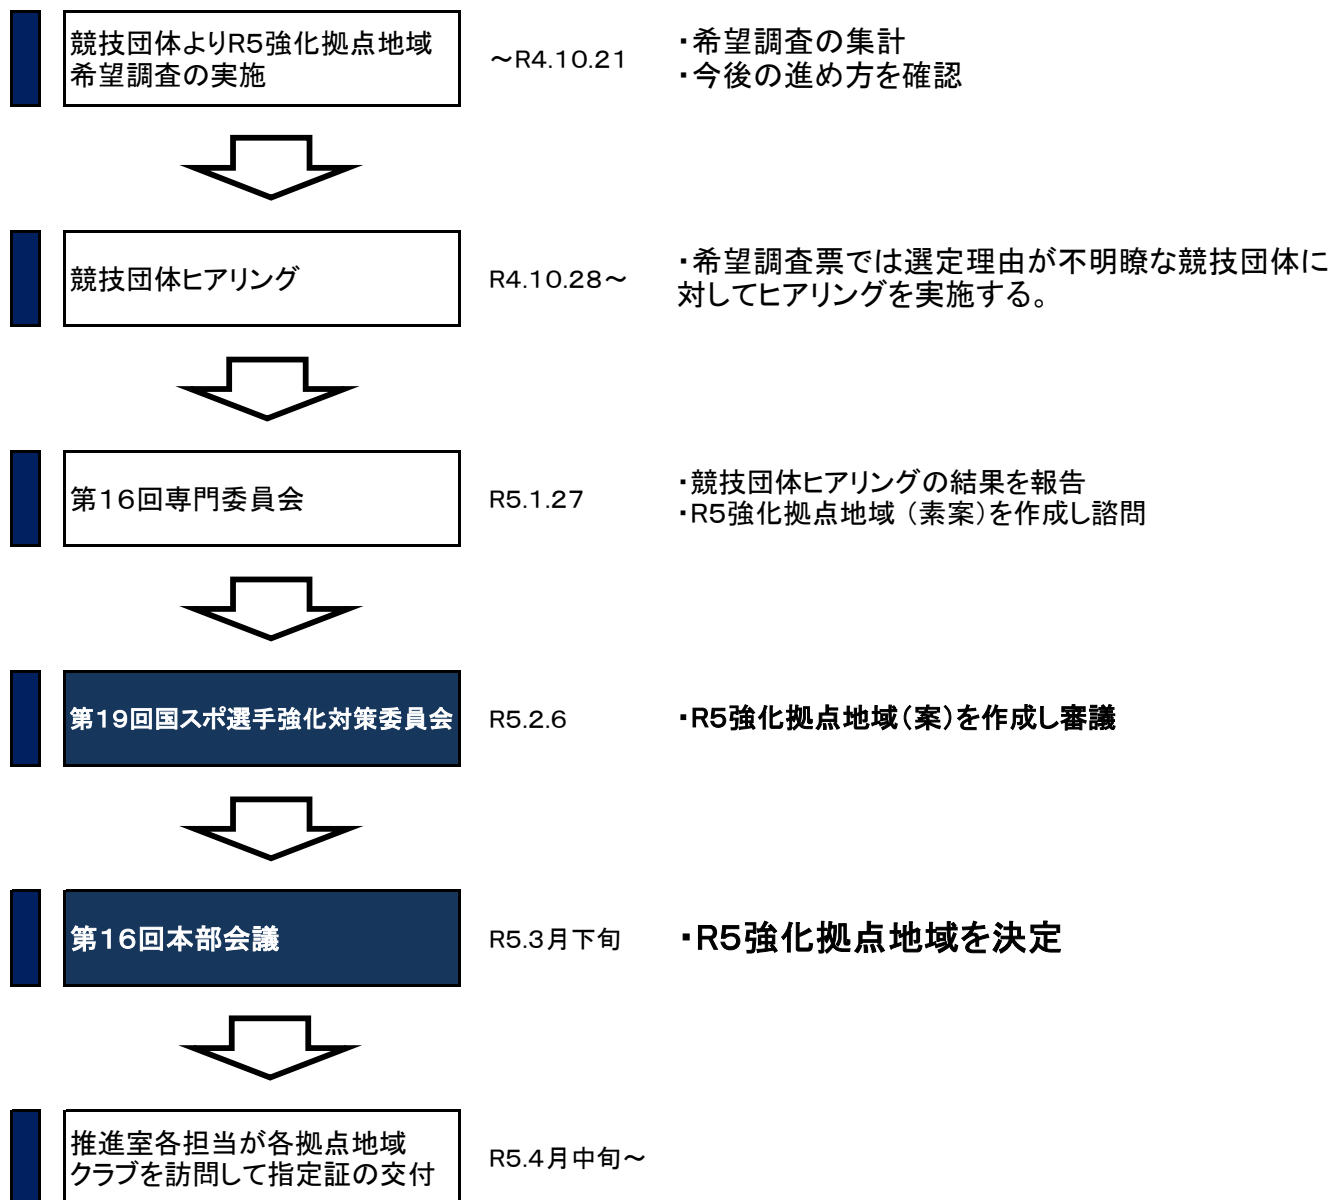 競技団体よりR5強化拠点地域
希望調査の実施
～R4.10.21
・希望調査の集計
・今後の進め方を確認
競技団体ヒアリング
R4.10.28～
・希望調査票では選定理由が不明瞭な競技団体に
対してヒアリングを実施する。
第16回専門委員会
R5.1.27
・競技団体ヒアリングの結果を報告
・R5強化拠点地域（素案）を作成し諮問
第19回国スポ選手強化対策委員会
R5.2.6
・R5強化拠点地域（案）を作成し審議
第16回本部会議
R5.3月下旬
・R5強化拠点地域を決定
推進室各担当が各拠点地域
クラブを訪問して指定証の交付
R5.4月中旬～